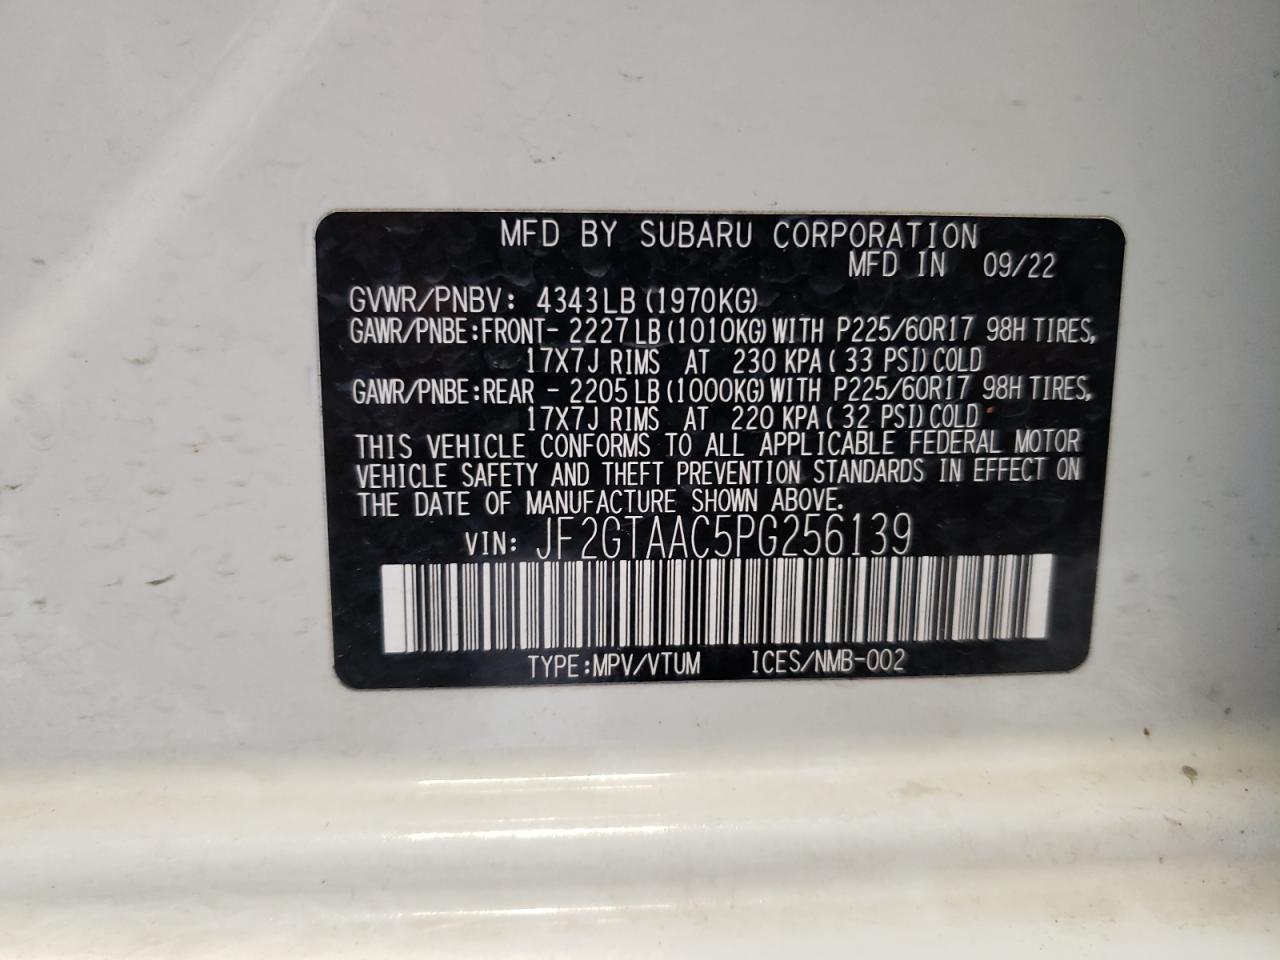 MFD BY SUBARU CORPORATION
MFD IN 09/22
GVWR/PNBV: 4343LB (1970KG)
GAWR/PNBE:FRONT- 2227LB (1010KG) WITH P225/60R17 98H TIRES,
17X7J RIMS AT 230 KPA ( 33 PSI) COLD
GAWR/PNBE:REAR - 2205LB (1000KG) WITH P225/60R17 98H TIRES,
17X7J RIMS AT 220 KPA ( 32 PSI) COLD
THIS VEHICLE CONFORMS TO ALL APPLICABLE FEDERAL MOTOR
VEHICLE SAFETY AND THEFT PREVENTION STANDARDS IN EFFECT ON
THE DATE OF MANUFACTURE SHOWN ABOVE.
VIN: JF2GTAAC5PG256139
TYPE:MPV/VTUM ICES/NMB-002